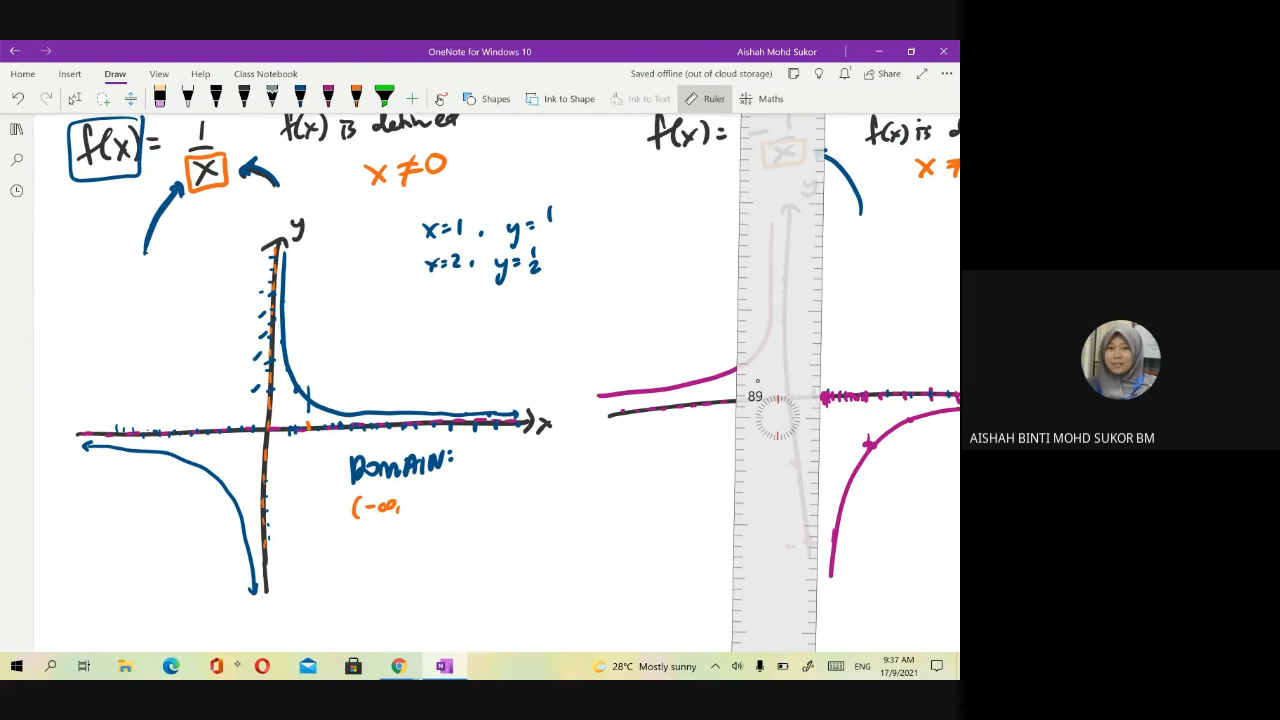 OneNote for Windows 10
Aishah Mohd Sukor
Home Insert Draw View Help Class Notebook
Saved offline (out of cloud storage) Share
Shapes Ink to Shape Ink to Text Ruler Maths
f(x) = 1/x
f(x) is defined
x ≠ 0
x=1, y=1
x=2, y=1/2
y
x
DOMAIN:
(-∞,
f(x) = 1/x
f(x) is d
x ≠
y
89°
AISHAH BINTI MOHD SUKOR BM
28°C Mostly sunny
ENG
9:37 AM
17/9/2021